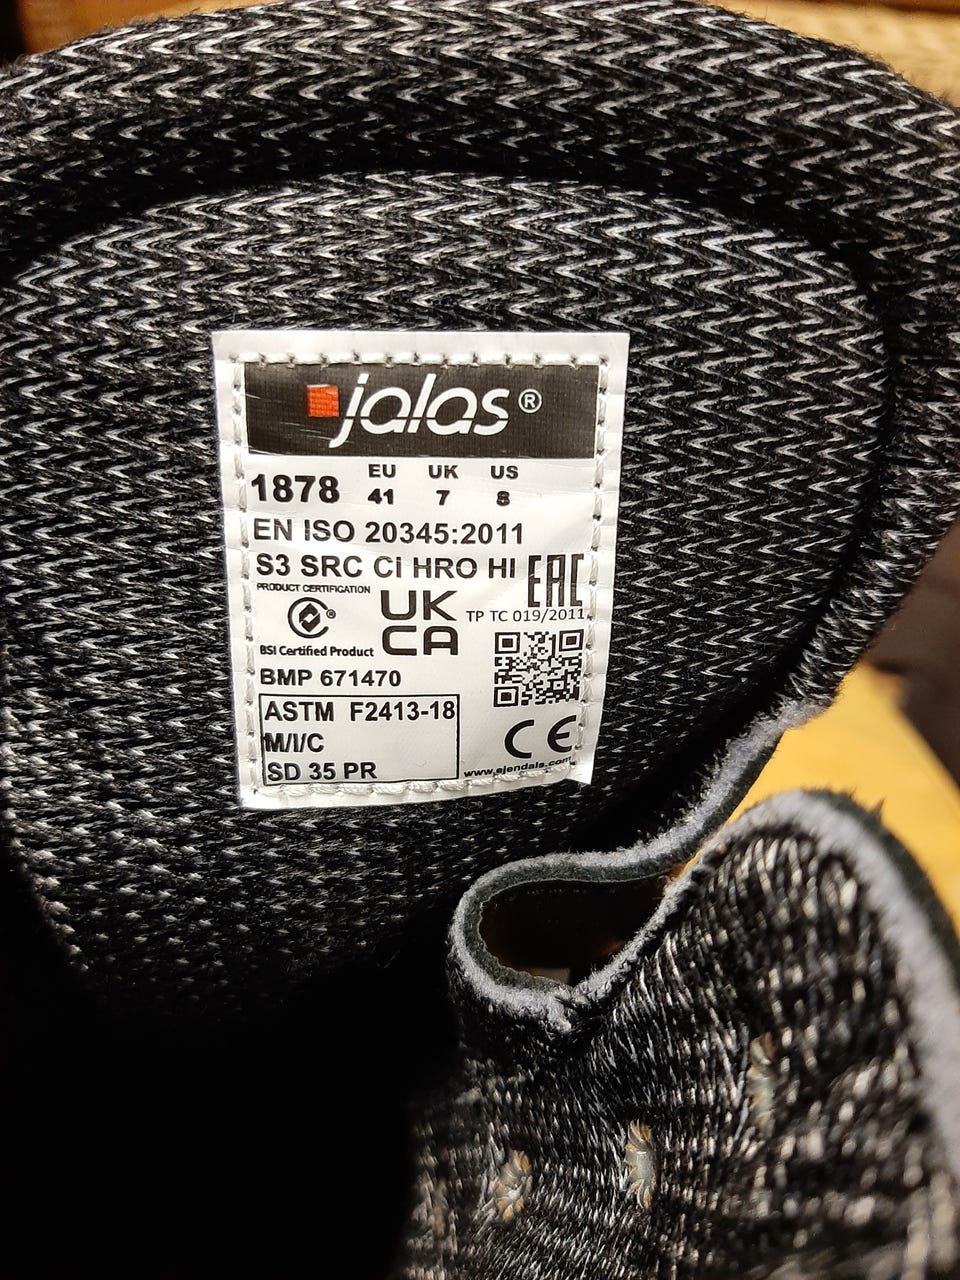 jalas®
EU UK US
1878 41 7 8
EN ISO 20345:2011
S3 SRC Ci HRO HI
EAC
PRODUCT CERTIFICATION
®
UK
CA
TP TC 019/2011
BSI Certified Product
BMP 671470
ASTM F2413-18
M/I/C
SD 35 PR
CE
www.ejendals.com